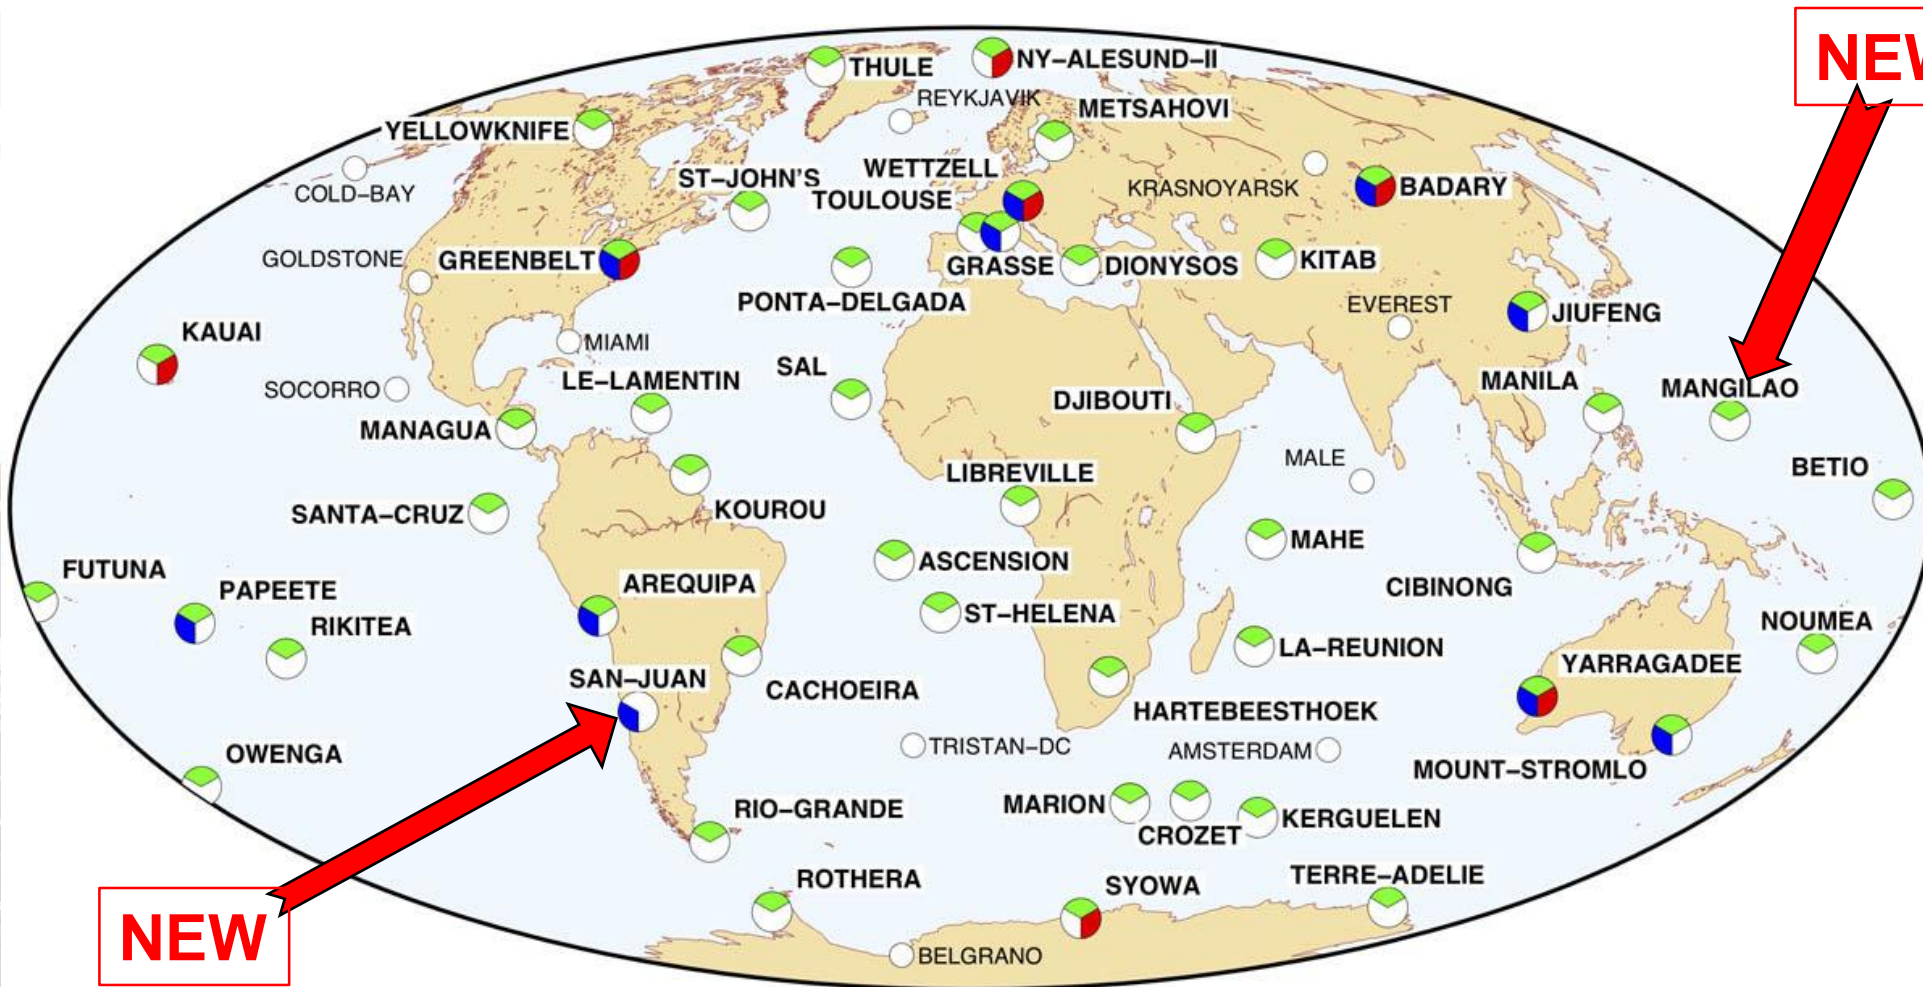 NEW
THULE
NY-ALESUND-II
REYKJAVIK
METSAHOVI
YELLOWKNIFE
WETTZELL
ST-JOHN'S
COLD-BAY
TOULOUSE
KRASNOYARSK
BADARY
GOLDSTONE
GREENBELT
GRASSE
DIONYSOS
KITAB
PONTA-DELGADA
EVEREST
JIUFENG
KAUAI
MIAMI
SAL
LE-LAMENTIN
SOCORRO
MANILA
MANGILAO
DJIBOUTI
MANAGUA
MALE
BETIO
LIBREVILLE
SANTA-CRUZ
KOUROU
MAHE
ASCENSION
FUTUNA
PAPEETE
AREQUIPA
CIBINONG
RIKITEA
ST-HELENA
NOUMEA
LA-REUNION
YARRAGADEE
SAN-JUAN
CACHOEIRA
HARTEBEESTHOEK
TRISTAN-DC
AMSTERDAM
OWENGA
MOUNT-STROMLO
RIO-GRANDE
MARION
CROZET
KERGUELEN
ROTHERA
SYOWA
TERRE-ADELIE
NEW
BELGRANO